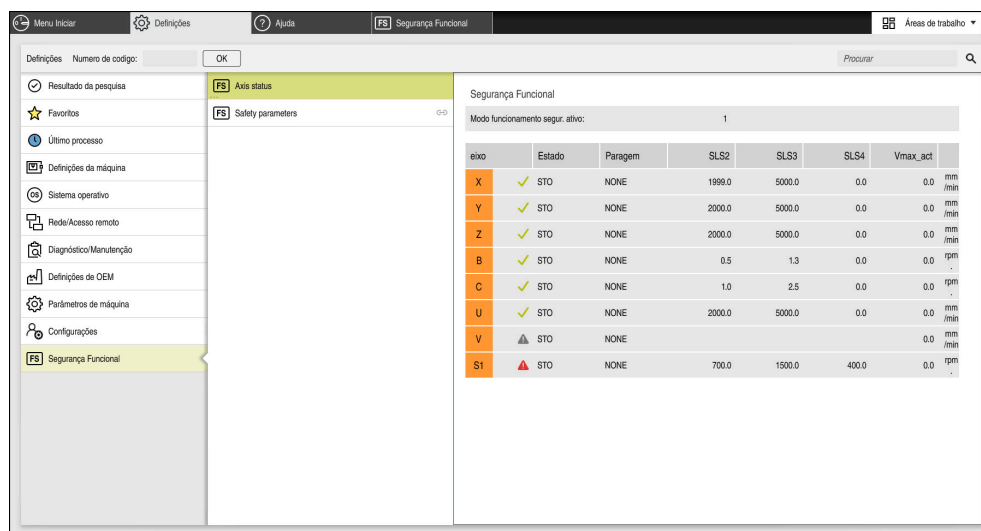 Menu Iniciar
Definições
? Ajuda
FS Segurança Funcional
Áreas de trabalho
Definições Numero de codigo: OK
Procurar
Resultado da pesquisa
Favoritos
Último processo
Definições da máquina
OS Sistema operativo
Rede/Acesso remoto
Diagnóstico/Manutenção
Definições de OEM
Parâmetros de máquina
Configurações
FS Segurança Funcional
FS Axis status
FS Safety parameters
Segurança Funcional
Modo funcionamento segur. ativo: 1
eixo Estado Paragem SLS2 SLS3 SLS4 Vmax_act
X STO NONE 1999.0 5000.0 0.0 0.0 mm/min
Y STO NONE 2000.0 5000.0 0.0 0.0 mm/min
Z STO NONE 2000.0 5000.0 0.0 0.0 mm/min
B STO NONE 0.5 1.3 0.0 0.0 rpm.
C STO NONE 1.0 2.5 0.0 0.0 rpm.
U STO NONE 2000.0 5000.0 0.0 0.0 mm/min
V STO NONE 0.0 mm/min
S1 STO NONE 700.0 1500.0 400.0 0.0 rpm.